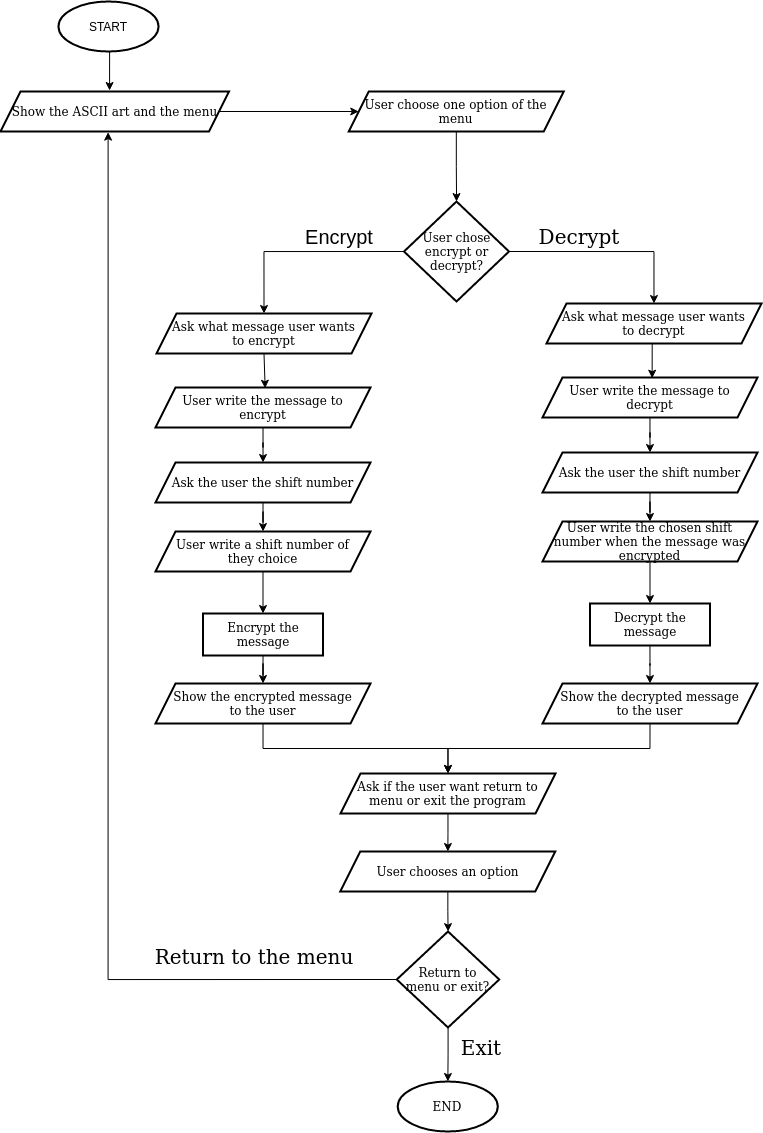 START
Show the ASCII art and the menu
User choose one option of the
menu
User chose
encrypt or
decrypt?
Encrypt
Decrypt
Ask what message user wants
to encrypt
User write the message to
encrypt
Ask the user the shift number
User write a shift number of
they choice
Encrypt the
message
Show the encrypted message
to the user
Ask what message user wants
to decrypt
User write the message to
decrypt
Ask the user the shift number
User write the chosen shift
number when the message was
encrypted
Decrypt the
message
Show the decrypted message
to the user
Ask if the user want return to
menu or exit the program
User chooses an option
Return to
menu or exit?
Return to the menu
Exit
END